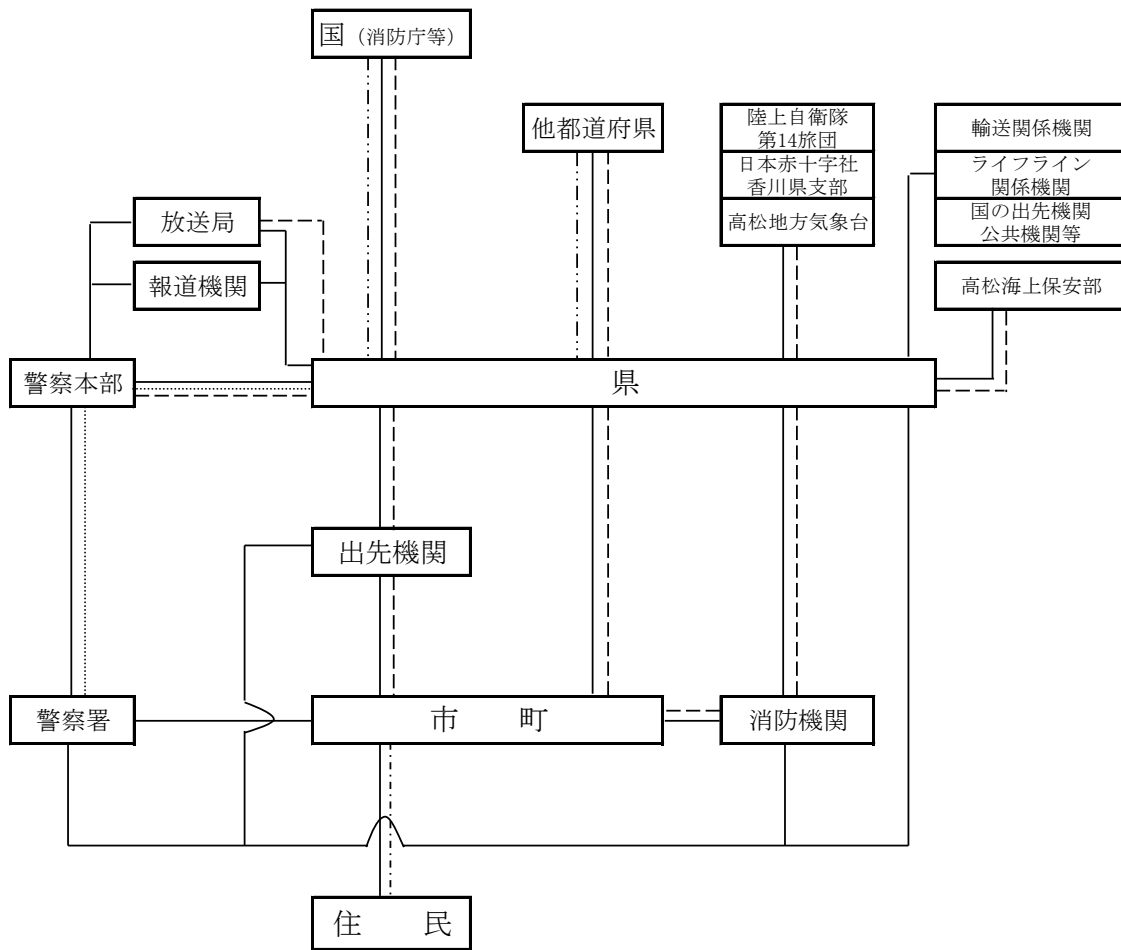 国（消防庁等）
他都道府県
陸上自衛隊
第14旅団
日本赤十字社
香川県支部
高松地方気象台
輸送関係機関
ライフライン
関係機関
国の出先機関
公共機関等
放送局
報道機関
高松海上保安部
警察本部
県
出先機関
警察署
市　　町
消防機関
住　　民